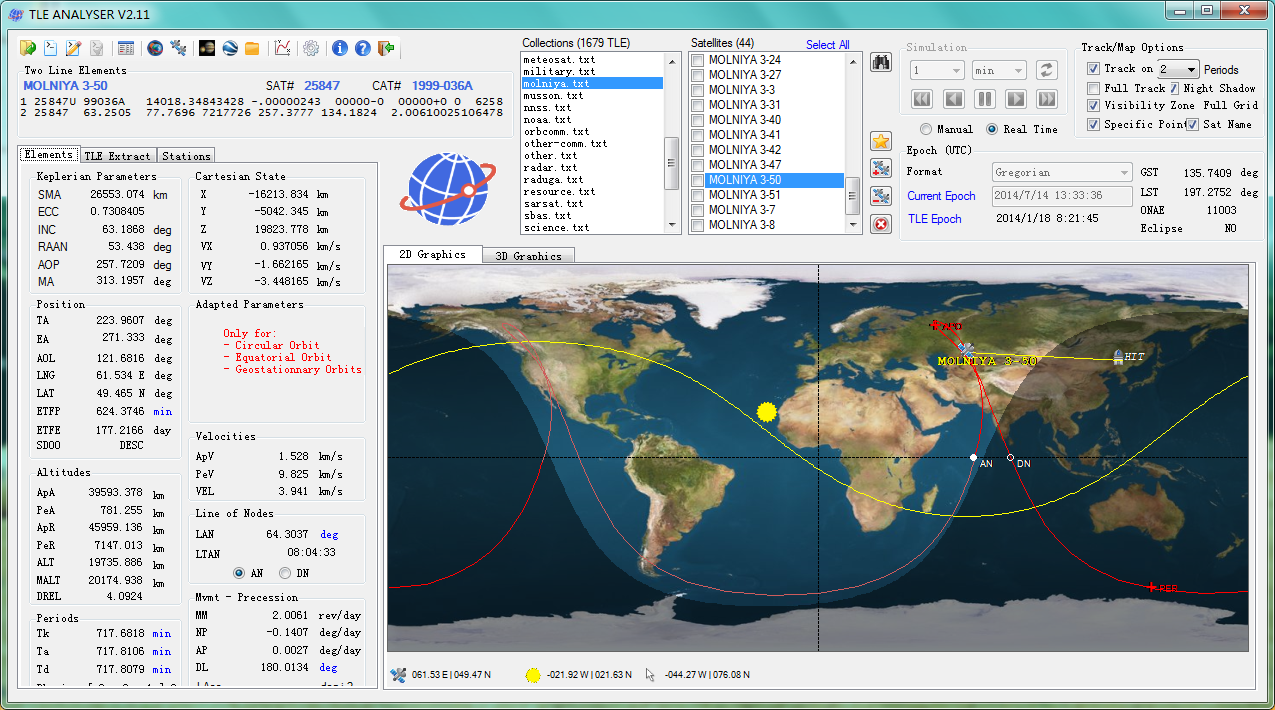 TLE ANALYSER V2.11
Two Line Elements
MOLNIYA 3-50 SAT# 25847 CAT# 1999-036A
1 25847U 99036A 14018.34843428 -.00000243 00000-0 00000+0 0 6258
2 25847 63.2505 77.7696 7217726 257.3777 134.1824 2.00610025106478
Collections (1679 TLE)
meteosat.txt
military.txt
molniya.txt
musson.txt
nnss.txt
noaa.txt
orbcomm.txt
other-comm.txt
other.txt
radar.txt
raduga.txt
resource.txt
sarsat.txt
sbas.txt
science.txt
Satellites (44) Select All
MOLNIYA 3-24
MOLNIYA 3-27
MOLNIYA 3-3
MOLNIYA 3-31
MOLNIYA 3-40
MOLNIYA 3-41
MOLNIYA 3-42
MOLNIYA 3-47
MOLNIYA 3-50
MOLNIYA 3-51
MOLNIYA 3-7
MOLNIYA 3-8
Simulation
1 min
Manual Real Time
Track/Map Options
Track on 2 Periods
Full Track Night Shadow
Visibility Zone Full Grid
Specific Point Sat Name
Epoch (UTC)
Format Gregorian
Current Epoch 2014/7/14 13:33:36
TLE Epoch 2014/1/18 8:21:45
GST 135.7409 deg
LST 197.2752 deg
ONAE 11003
Eclipse NO
Elements TLE Extract Stations
Keplerian Parameters
SMA 26553.074 km
ECC 0.7308405
INC 63.1868 deg
RAAN 53.438 deg
AOP 257.7209 deg
MA 313.1957 deg
Cartesian State
X -16213.834 km
Y -5042.345 km
Z 19823.778 km
VX 0.937056 km/s
VY -1.662165 km/s
VZ -3.448165 km/s
Position
TA 223.9607 deg
EA 271.333 deg
AOL 121.6816 deg
LNG 61.534 E deg
LAT 49.465 N deg
ETFP 624.3746 min
ETFE 177.2166 day
SDOO DESC
Adapted Parameters
Only for:
- Circular Orbit
- Equatorial Orbit
- Geostationnary Orbits
Altitudes
ApA 39593.378 km
PeA 781.255 km
ApR 45959.136 km
PeR 7147.013 km
ALT 19735.886 km
MALT 20174.938 km
DREL 4.0924
Velocities
ApV 1.528 km/s
PeV 9.825 km/s
VEL 3.941 km/s
Line of Nodes
LAN 64.3037 deg
LTAN 08:04:33
AN DN
Periods
Tk 717.6818 min
Ta 717.8106 min
Td 717.8079 min
Mvmt - Precession
MM 2.0061 rev/day
NP -0.1407 deg/day
AP 0.0027 deg/day
DL 180.0134 deg
2D Graphics 3D Graphics
MOLNIYA 3-50
HIT
AN
DN
PER
061.53 E | 049.47 N
-021.92 W | 021.63 N
-044.27 W | 076.08 N